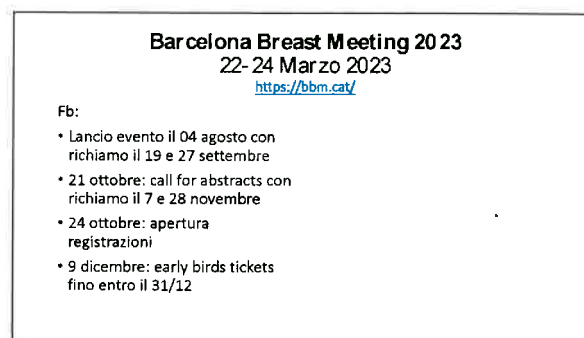 Barcelona Breast Meeting 2023
22-24 Marzo 2023
https://bbm.cat/
Fb:
• Lancio evento il 04 agosto con
richiamo il 19 e 27 settembre
• 21 ottobre: call for abstracts con
richiamo il 7 e 28 novembre
• 24 ottobre: apertura
registrazioni
• 9 dicembre: early birds tickets
fino entro il 31/12